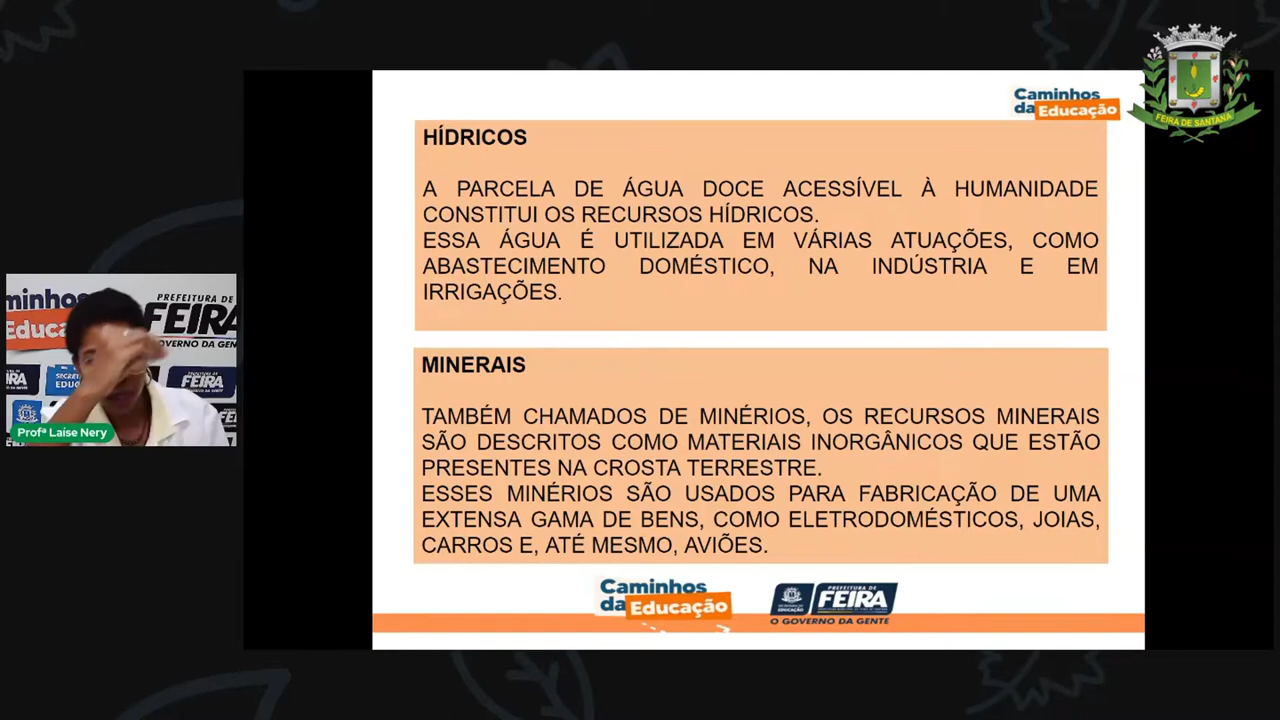 FEIRA DE SANTANA
Caminhos
da Educação
HÍDRICOS
A PARCELA DE ÁGUA DOCE ACESSÍVEL À HUMANIDADE
CONSTITUI OS RECURSOS HÍDRICOS.
ESSA ÁGUA É UTILIZADA EM VÁRIAS ATUAÇÕES, COMO
ABASTECIMENTO DOMÉSTICO, NA INDÚSTRIA E EM
IRRIGAÇÕES.
MINERAIS
TAMBÉM CHAMADOS DE MINÉRIOS, OS RECURSOS MINERAIS
SÃO DESCRITOS COMO MATERIAIS INORGÂNICOS QUE ESTÃO
PRESENTES NA CROSTA TERRESTRE.
ESSES MINÉRIOS SÃO USADOS PARA FABRICAÇÃO DE UMA
EXTENSA GAMA DE BENS, COMO ELETRODOMÉSTICOS, JOIAS,
CARROS E, ATÉ MESMO, AVIÕES.
Caminhos
da Educação
PREFEITURA DE
FEIRA
O GOVERNO DA GENTE
PREFEITURA DE
FEIRA
FEIRA
Profª Laíse Nery